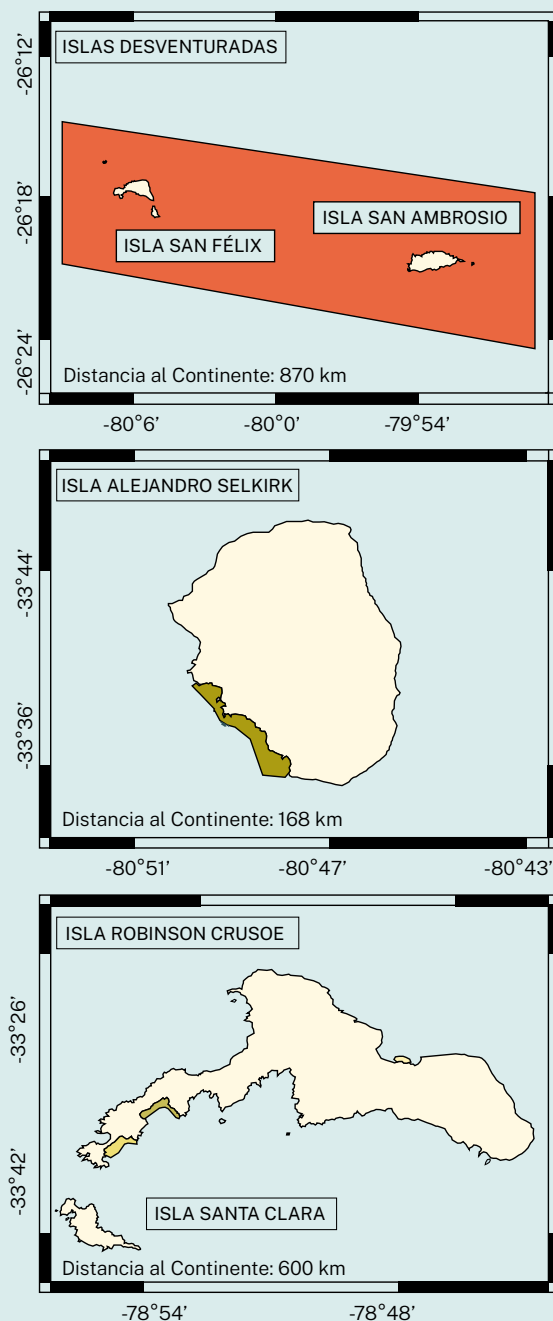 ISLAS DESVENTURADAS
-26°12’
-26°18’
-26°24’
ISLA SAN AMBROSIO
ISLA SAN FÉLIX
Distancia al Continente: 870 km
-80°6’ -80°0’ -79°54’
ISLA ALEJANDRO SELKIRK
-33°44’
-33°36’
Distancia al Continente: 168 km
-80°51’ -80°47’ -80°43’
ISLA ROBINSON CRUSOE
-33°26’
-33°42’
ISLA SANTA CLARA
Distancia al Continente: 600 km
-78°54’ -78°48’